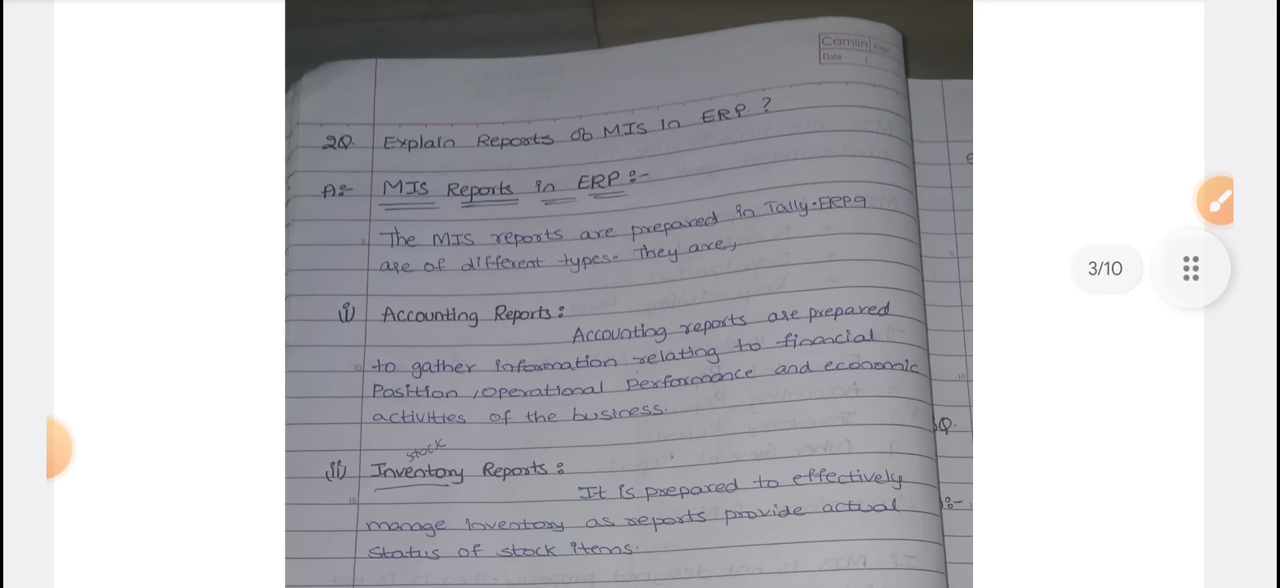 Camlin Page
Date /
2Q. Explain Reports of MIS in ERP ?
A:- MIS Reports in ERP :-
The MIS reports are prepared in Tally.ERP9
are of different types. They are,
i) Accounting Reports :
Accounting reports are prepared
to gather information relating to financial
Position, operational Performance and economic
activities of the business.
stock
(ii) Inventory Reports :
It is prepared to effectively
manage inventory as reports provide actual
Status of stock items.
Q.
:-
3/10